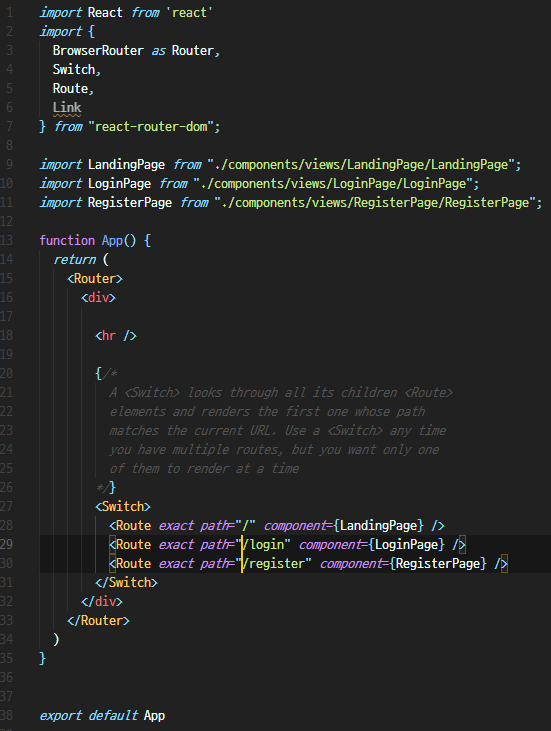 1 import React from 'react'
2 import {
3 BrowserRouter as Router,
4 Switch,
5 Route,
6 Link
7 } from "react-router-dom";
8
9 import LandingPage from "./components/views/LandingPage/LandingPage";
10 import LoginPage from "./components/views/LoginPage/LoginPage";
11 import RegisterPage from "./components/views/RegisterPage/RegisterPage";
12
13 function App() {
14 return (
15 <Router>
16 <div>
17
18 <hr />
19
20 {/*
21 A <Switch> looks through all its children <Route>
22 elements and renders the first one whose path
23 matches the current URL. Use a <Switch> any time
24 you have multiple routes, but you want only one
25 of them to render at a time
26 */}
27 <Switch>
28 <Route exact path="/" component={LandingPage} />
29 <Route exact path="/login" component={LoginPage} />
30 <Route exact path="/register" component={RegisterPage} />
31 </Switch>
32 </div>
33 </Router>
34 )
35 }
36
37
38 export default App